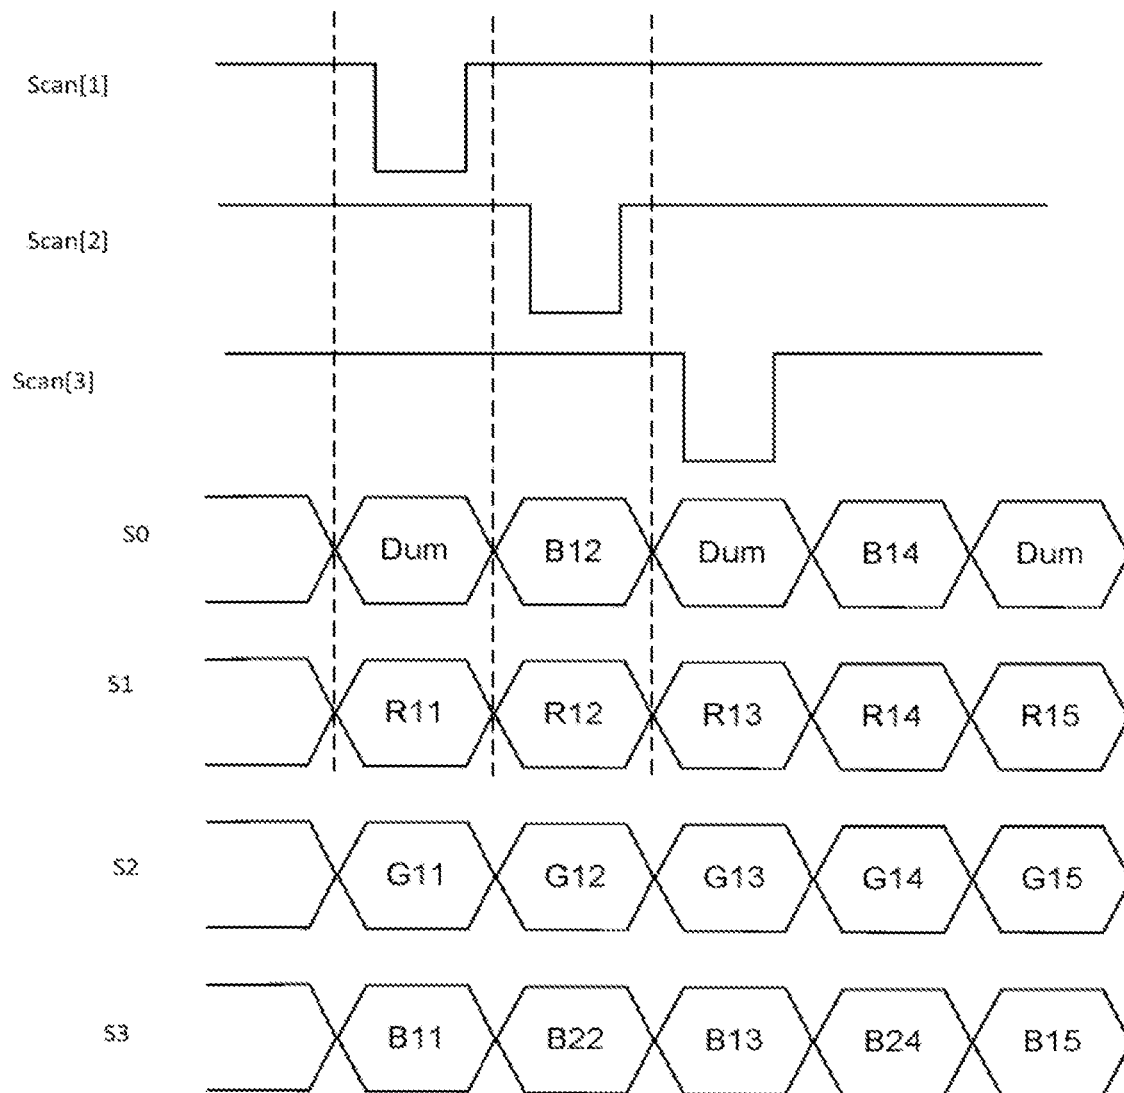 Scan[1]
Scan[2]
Scan[3]
S0 Dum B12 Dum B14 Dum
S1 R11 R12 R13 R14 R15
S2 G11 G12 G13 G14 G15
S3 B11 B22 B13 B24 B15